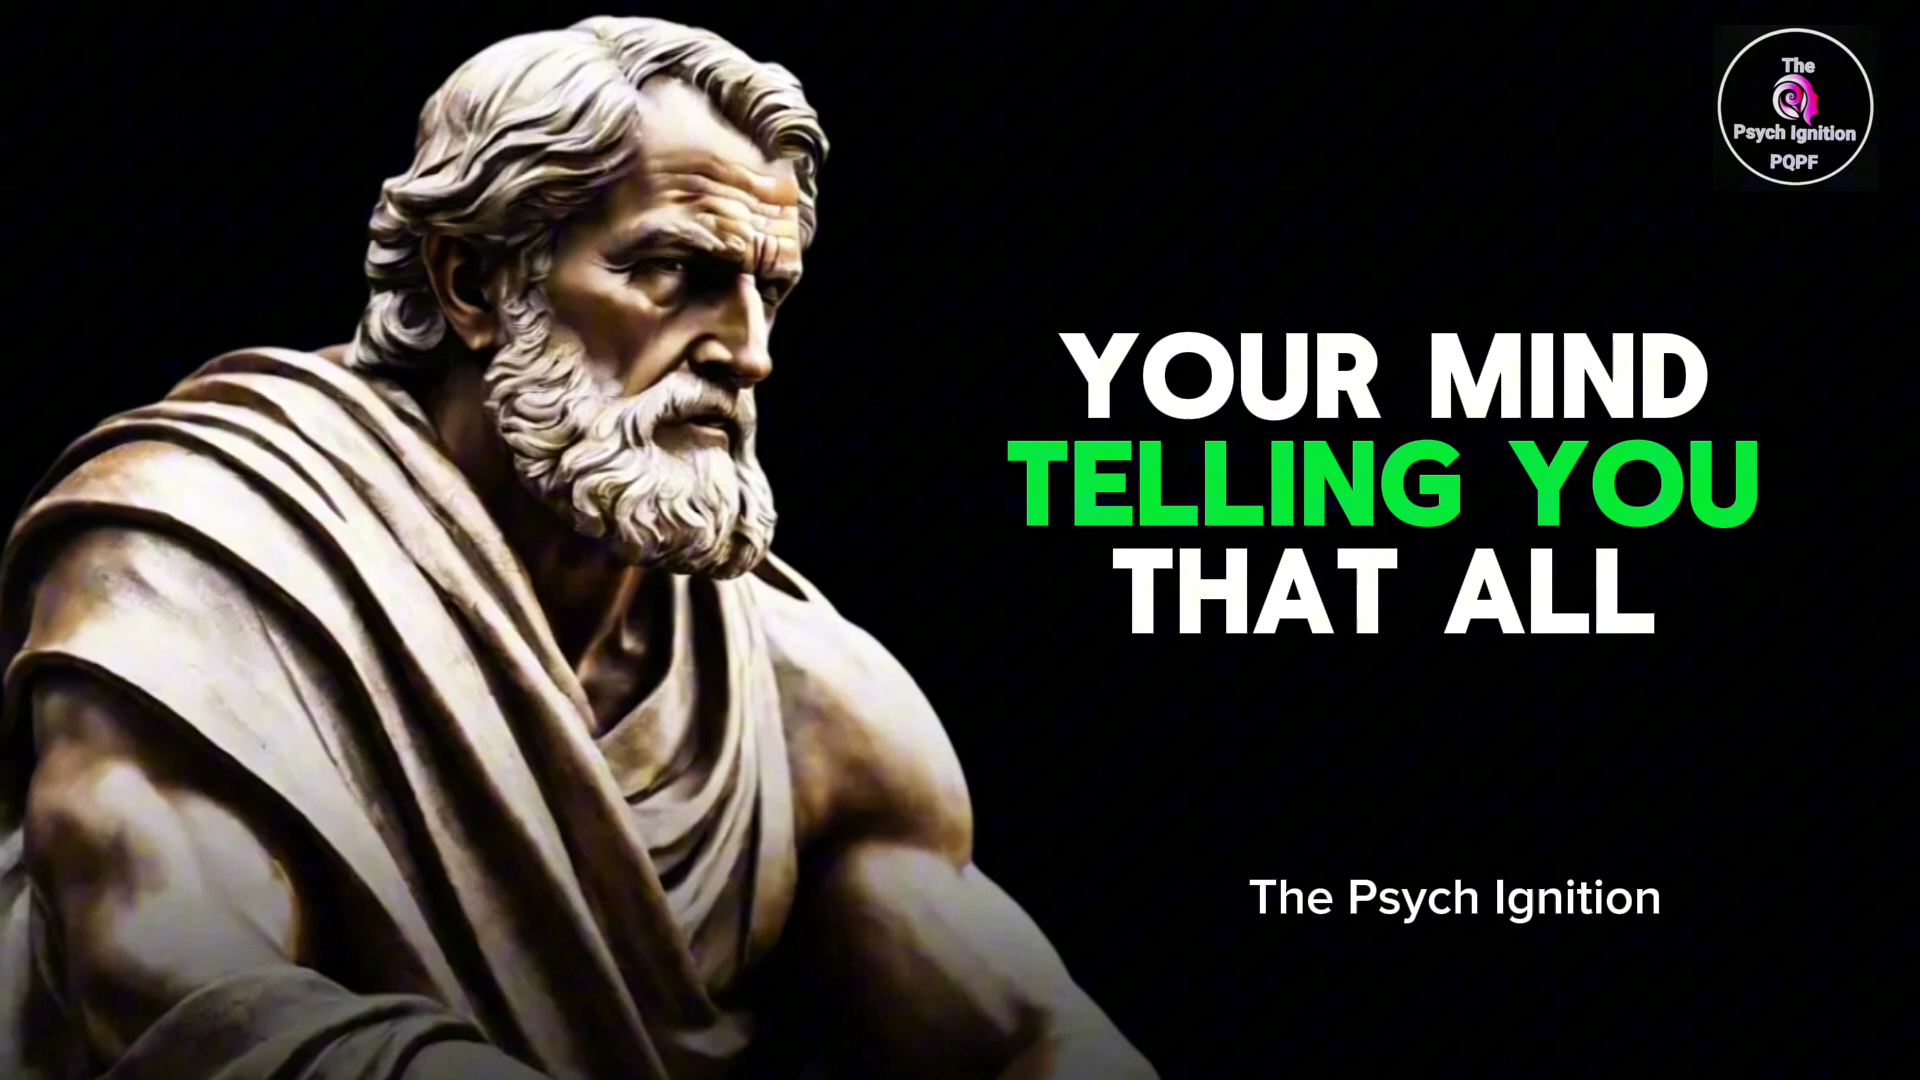 The
Psych Ignition
PQPF
YOUR MIND
TELLING YOU
THAT ALL
The Psych Ignition